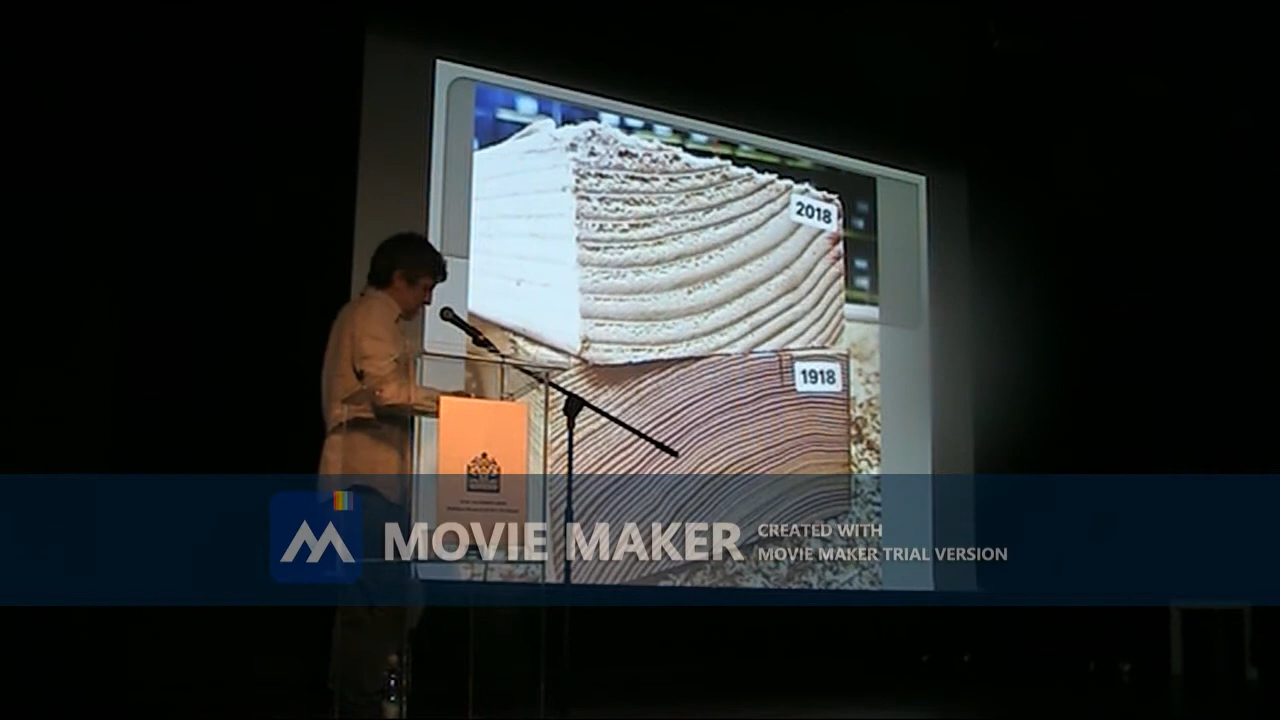 2018
1918
MOVIE MAKER
CREATED WITH
MOVIE MAKER TRIAL VERSION